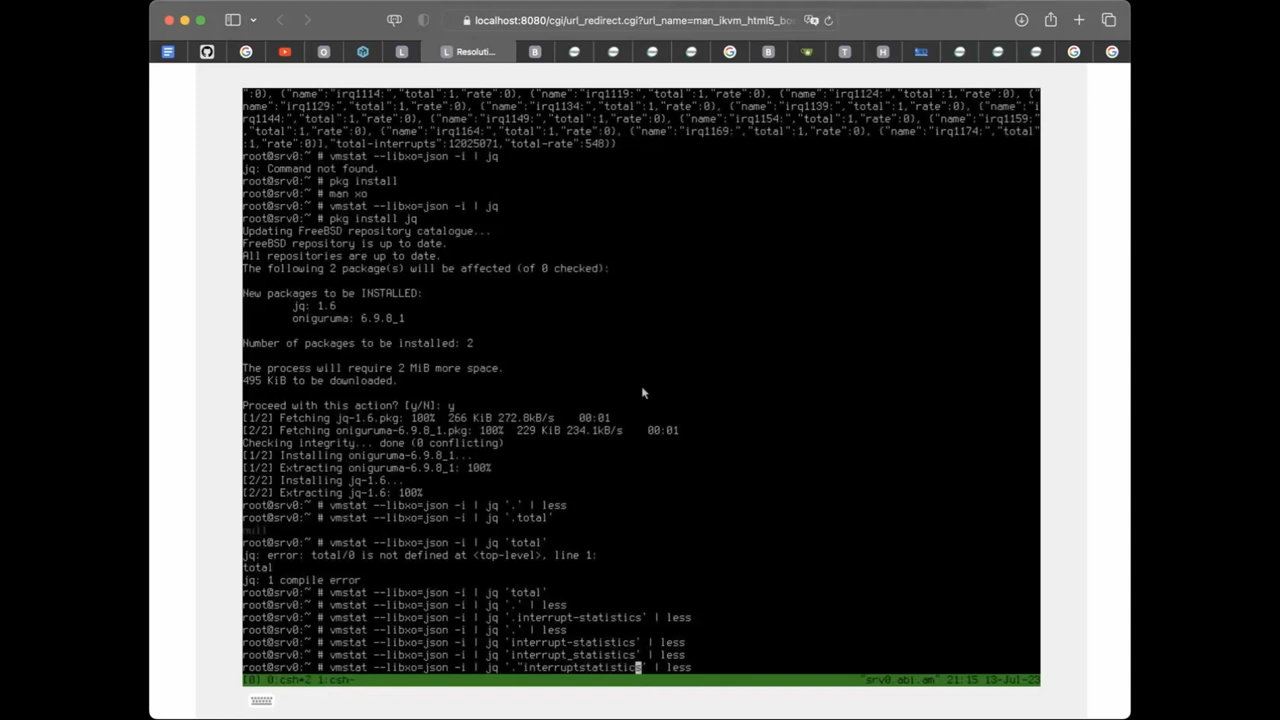 localhost:8080/cgi/url_redirect.cgi?url_name=man_ikvm_html5_bo
Resoluti...
":0}, {"name":"irq1114:","total":1,"rate":0}, {"name":"irq1119:","total":1,"rate":0}, {"name":"irq1124:","total":1,"rate":0}, {"
name":"irq1129:","total":1,"rate":0}, {"name":"irq1134:","total":1,"rate":0}, {"name":"irq1139:","total":1,"rate":0}, {"name":"i
rq1144:","total":1,"rate":0}, {"name":"irq1149:","total":1,"rate":0}, {"name":"irq1154:","total":1,"rate":0}, {"name":"irq1159:"
,"total":1,"rate":0}, {"name":"irq1164:","total":1,"rate":0}, {"name":"irq1169:","total":1,"rate":0}, {"name":"irq1174:","total"
:1,"rate":0}],"total-interrupts":12025071,"total-rate":548}}
root@srv0:~ # vmstat --libxo=json -i | jq
jq: Command not found.
root@srv0:~ # pkg install
root@srv0:~ # man xo
root@srv0:~ # vmstat --libxo=json -i | jq
root@srv0:~ # pkg install jq
Updating FreeBSD repository catalogue...
FreeBSD repository is up to date.
All repositories are up to date.
The following 2 package(s) will be affected (of 0 checked):
New packages to be INSTALLED:
jq: 1.6
oniguruma: 6.9.8_1
Number of packages to be installed: 2
The process will require 2 MiB more space.
495 KiB to be downloaded.
Proceed with this action? [y/N]: y
[1/2] Fetching jq-1.6.pkg: 100% 266 KiB 272.8kB/s 00:01
[2/2] Fetching oniguruma-6.9.8_1.pkg: 100% 229 KiB 234.1kB/s 00:01
Checking integrity... done (0 conflicting)
[1/2] Installing oniguruma-6.9.8_1...
[1/2] Extracting oniguruma-6.9.8_1: 100%
[2/2] Installing jq-1.6...
[2/2] Extracting jq-1.6: 100%
root@srv0:~ # vmstat --libxo=json -i | jq '.' | less
root@srv0:~ # vmstat --libxo=json -i | jq '.total'
null
root@srv0:~ # vmstat --libxo=json -i | jq 'total'
jq: error: total/0 is not defined at <top-level>, line 1:
total
jq: 1 compile error
root@srv0:~ # vmstat --libxo=json -i | jq 'total'
root@srv0:~ # vmstat --libxo=json -i | jq '.' | less
root@srv0:~ # vmstat --libxo=json -i | jq '.interrupt-statistics' | less
root@srv0:~ # vmstat --libxo=json -i | jq '.' | less
root@srv0:~ # vmstat --libxo=json -i | jq 'interrupt-statistics' | less
root@srv0:~ # vmstat --libxo=json -i | jq 'interrupt_statistics' | less
root@srv0:~ # vmstat --libxo=json -i | jq '."interruptstatistics' | less
[0] 0:csh*Z 1:csh- "srv0.abi.am" 21:15 13-Jul-23